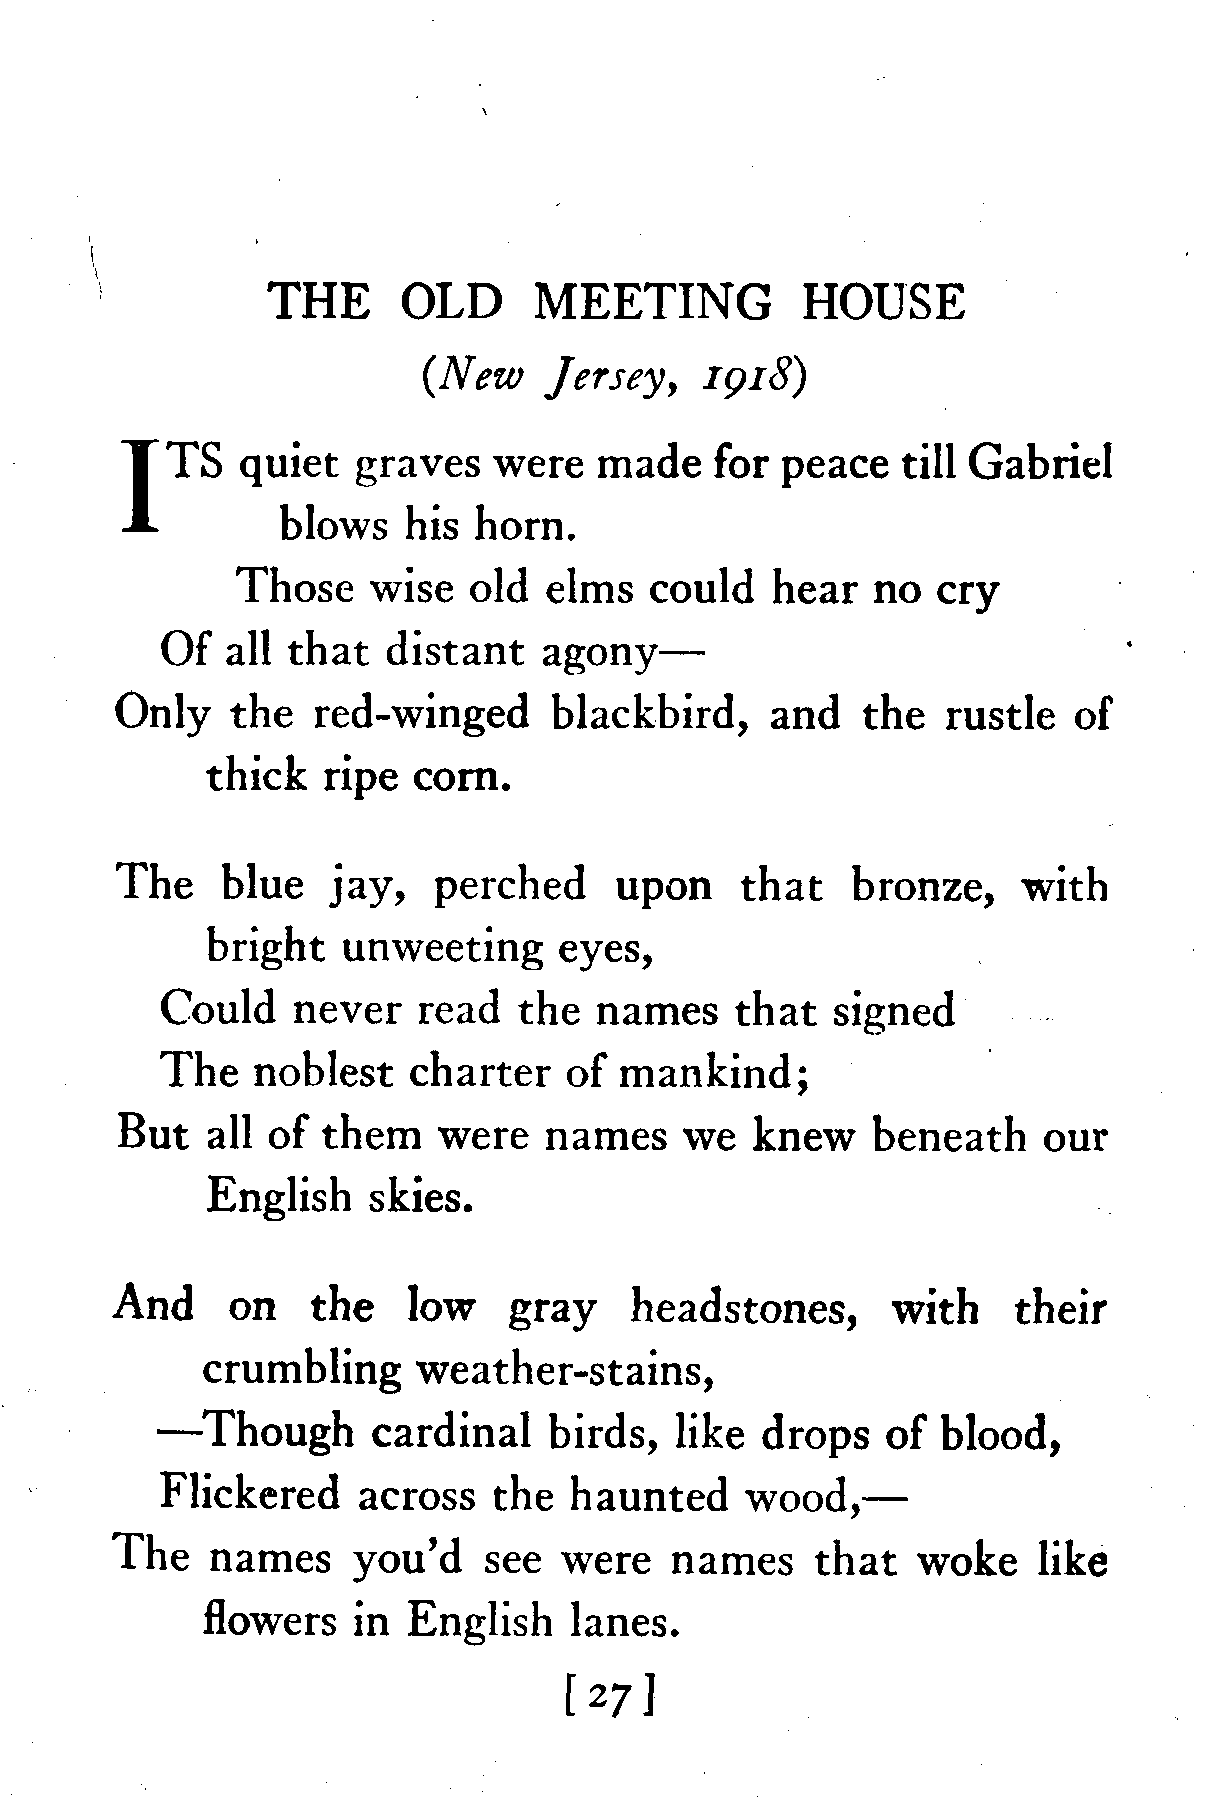 THE OLD MEETING HOUSE
(New Jersey, 1918)
ITS quiet graves were made for peace till Gabriel
blows his horn.
Those wise old elms could hear no cry
Of all that distant agony—
Only the red-winged blackbird, and the rustle of
thick ripe corn.
The blue jay, perched upon that bronze, with
bright unweeting eyes,
Could never read the names that signed
The noblest charter of mankind;
But all of them were names we knew beneath our
English skies.
And on the low gray headstones, with their
crumbling weather-stains,
—Though cardinal birds, like drops of blood,
Flickered across the haunted wood,—
The names you'd see were names that woke like
flowers in English lanes.
[27]